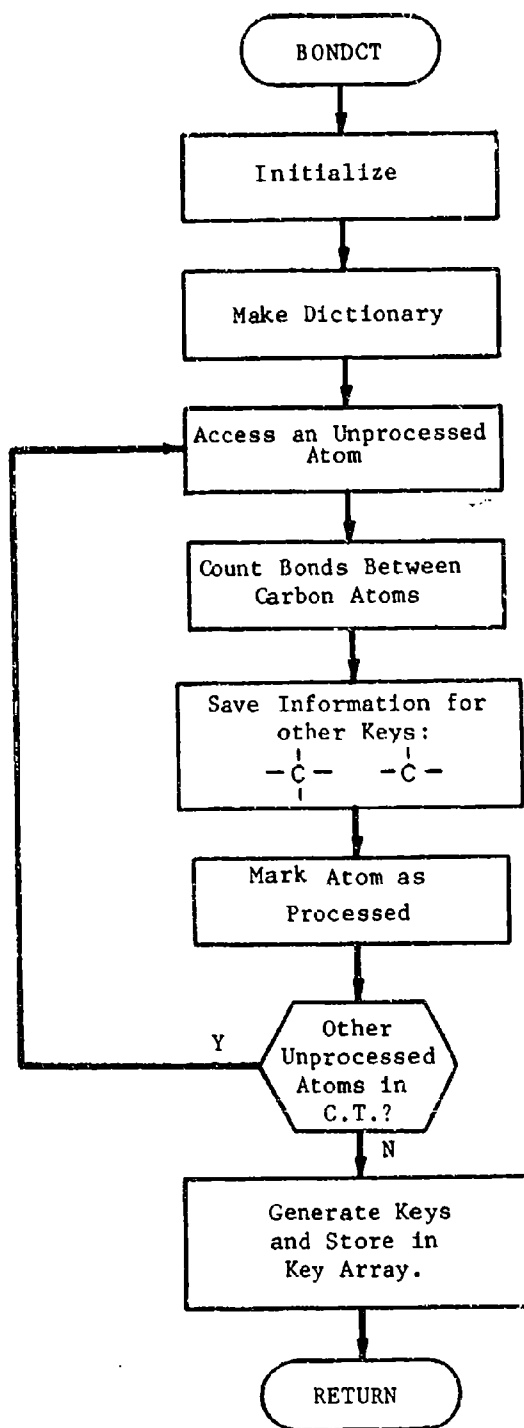 BONDCT
Initialize
Make Dictionary
Access an Unprocessed
Atom
Count Bonds Between
Carbon Atoms
Save Information for
other Keys:
-C- -C-
Mark Atom as
Processed
Other
Unprocessed
Atoms in
C.T.?
Y
N
Generate Keys
and Store in
Key Array.
RETURN